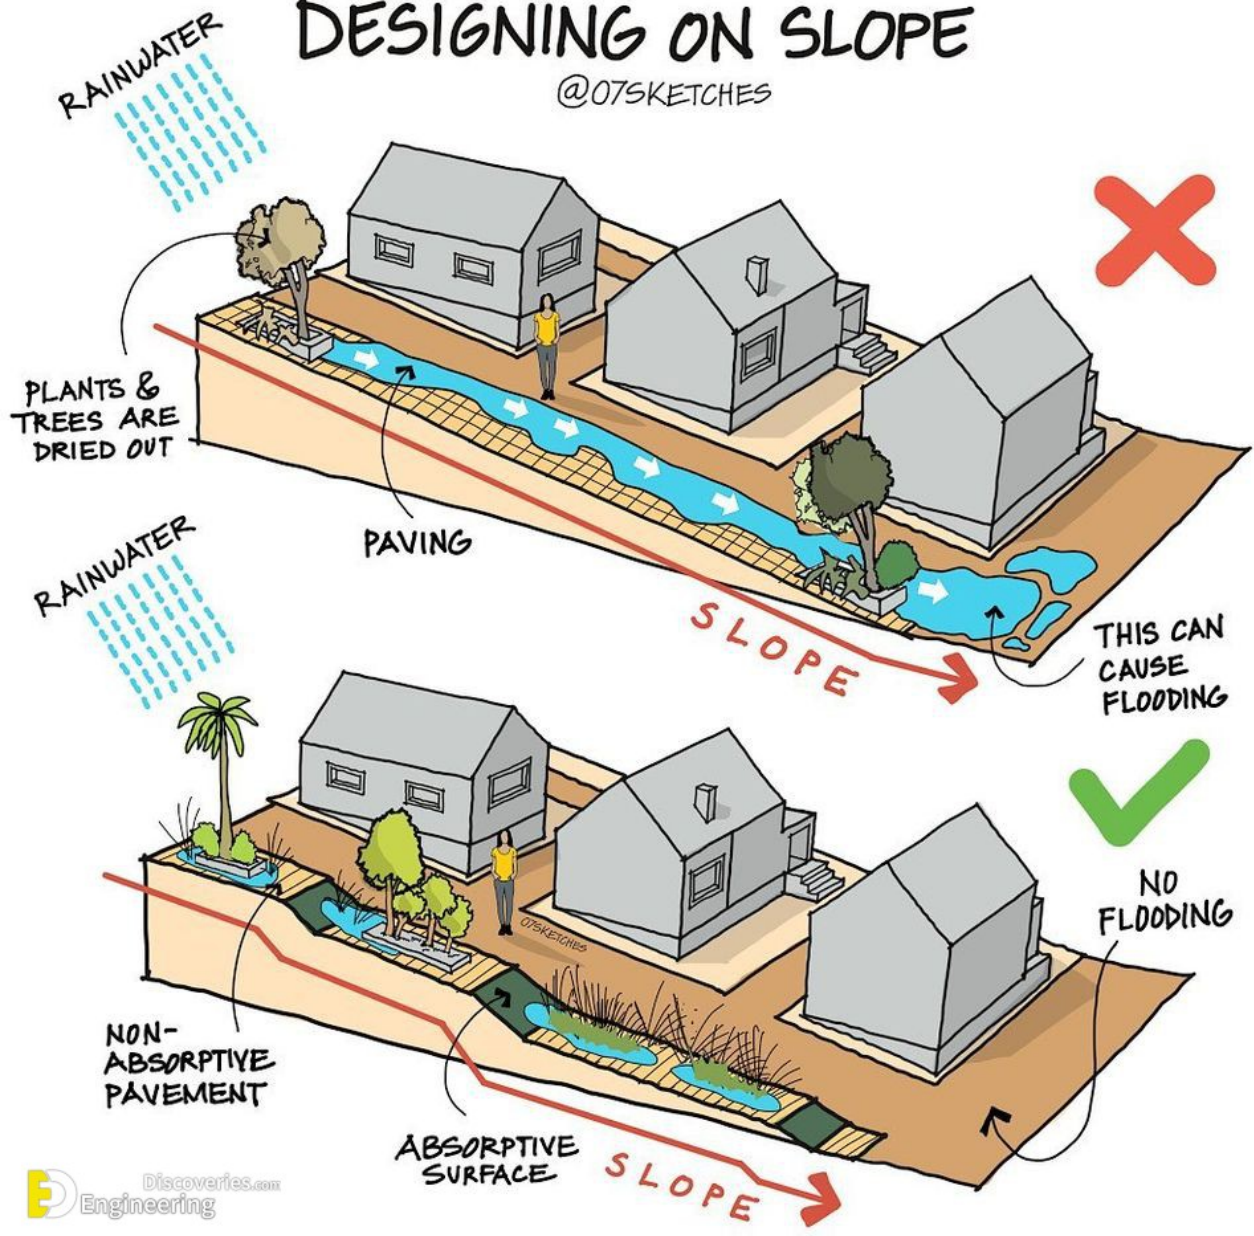 DESIGNING ON SLOPE
@07SKETCHES
RAINWATER
PLANTS &
TREES ARE
DRIED OUT
PAVING
SLOPE
THIS CAN
CAUSE
FLOODING
RAINWATER
NO
FLOODING
07SKETCHES
NON-
ABSORPTIVE
PAVEMENT
ABSORPTIVE
SURFACE
SLOPE
ED
Discoveries.com
Engineering